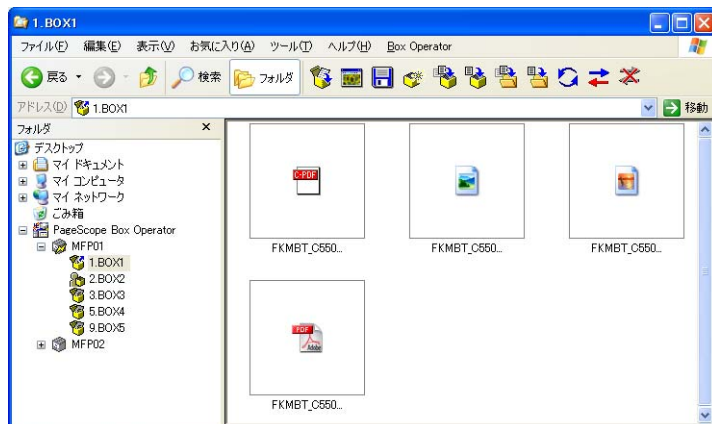 1.BOX1
ファイル(F) 編集(E) 表示(V) お気に入り(A) ツール(T) ヘルプ(H) Box Operator
戻る 検索 フォルダ
アドレス(D) 1.BOX1 移動
フォルダ
デスクトップ
マイ ドキュメント
マイ コンピュータ
マイ ネットワーク
ごみ箱
PageScope Box Operator
MFP01
1.BOX1
2.BOX2
3.BOX3
5.BOX4
9.BOX5
MFP02
C-PDF
FKMBT_C550... FKMBT_C550... FKMBT_C550...
PDF
Adobe
FKMBT_C550...